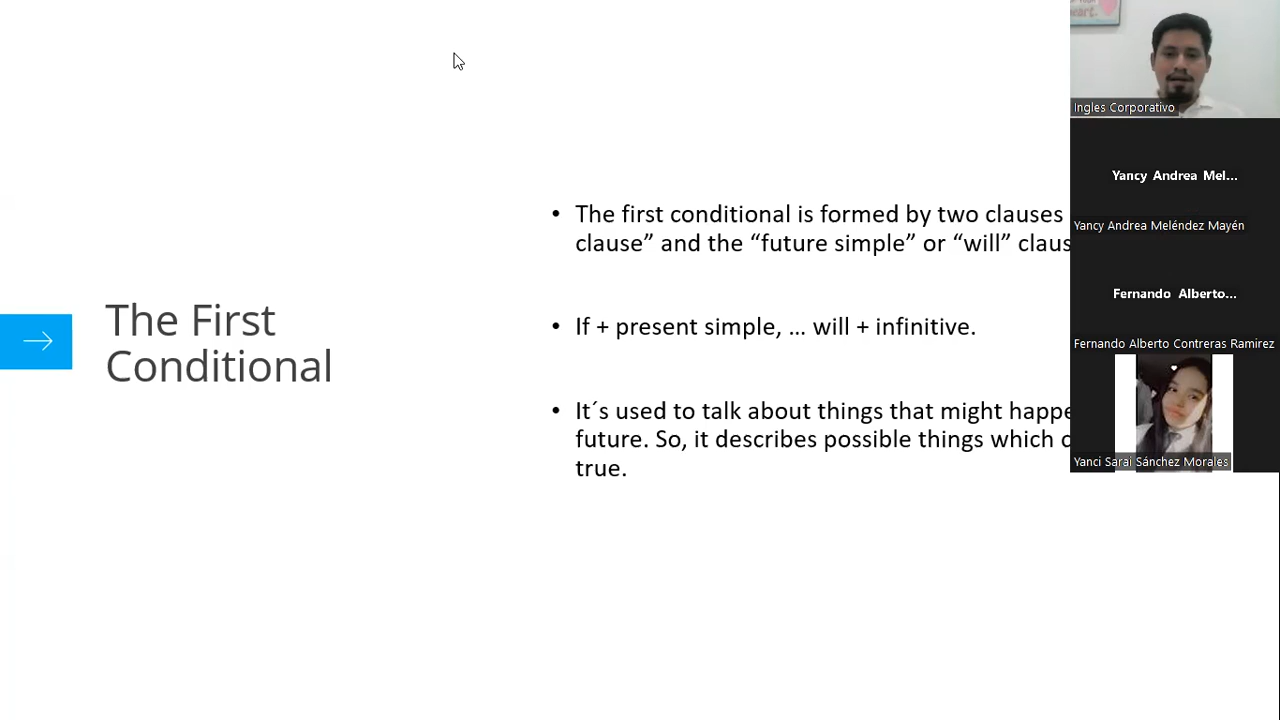 The First
Conditional
• The first conditional is formed by two clauses
clause” and the “future simple” or “will” claus
• If + present simple, … will + infinitive.
• It´s used to talk about things that might happe
future. So, it describes possible things which c
true.
Ingles Corporativo
Yancy Andrea Mel...
Yancy Andrea Meléndez Mayén
Fernando Alberto...
Fernando Alberto Contreras Ramirez
Yanci Sarai Sánchez Morales